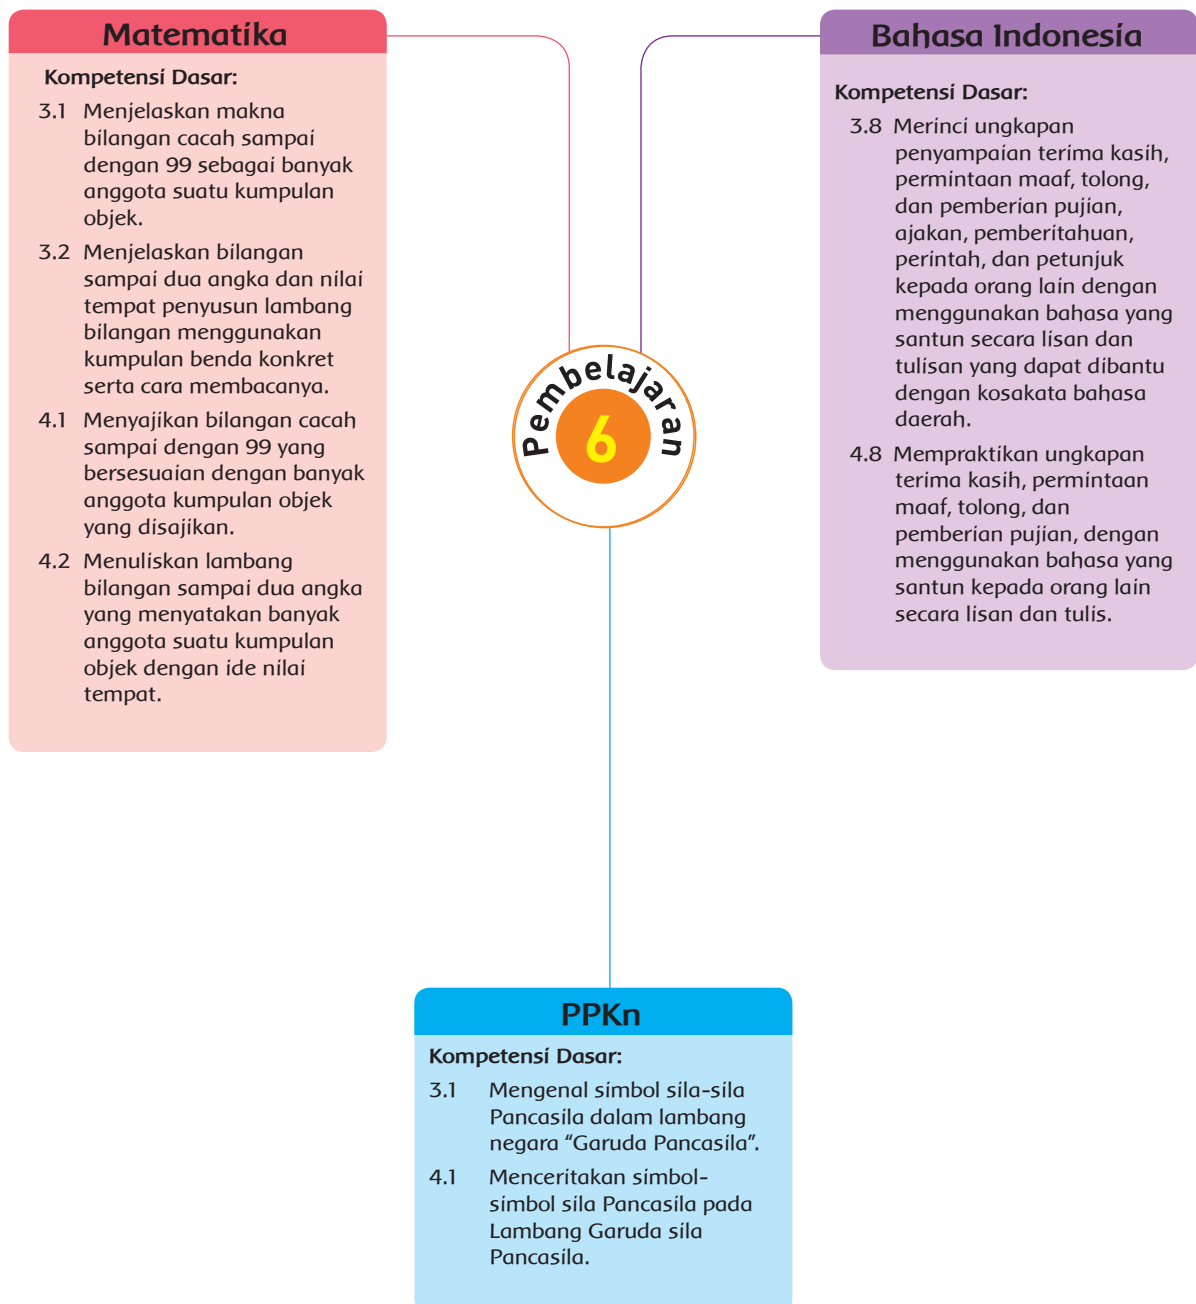 Matematika
Kompetensi Dasar:
3.1 Menjelaskan makna
bilangan cacah sampai
dengan 99 sebagai banyak
anggota suatu kumpulan
objek.
3.2 Menjelaskan bilangan
sampai dua angka dan nilai
tempat penyusun lambang
bilangan menggunakan
kumpulan benda konkret
serta cara membacanya.
4.1 Menyajikan bilangan cacah
sampai dengan 99 yang
bersesuaian dengan banyak
anggota kumpulan objek
yang disajikan.
4.2 Menuliskan lambang
bilangan sampai dua angka
yang menyatakan banyak
anggota suatu kumpulan
objek dengan ide nilai
tempat.
Bahasa Indonesia
Kompetensi Dasar:
3.8 Merinci ungkapan
penyampaian terima kasih,
permintaan maaf, tolong,
dan pemberian pujian,
ajakan, pemberitahuan,
perintah, dan petunjuk
kepada orang lain dengan
menggunakan bahasa yang
santun secara lisan dan
tulisan yang dapat dibantu
dengan kosakata bahasa
daerah.
4.8 Mempraktikan ungkapan
terima kasih, permintaan
maaf, tolong, dan
pemberian pujian, dengan
menggunakan bahasa yang
santun kepada orang lain
secara lisan dan tulis.
Pembelajaran
6
PPKn
Kompetensi Dasar:
3.1 Mengenal simbol sila-sila
Pancasila dalam lambang
negara “Garuda Pancasila”.
4.1 Menceritakan simbol-
simbol sila Pancasila pada
Lambang Garuda sila
Pancasila.